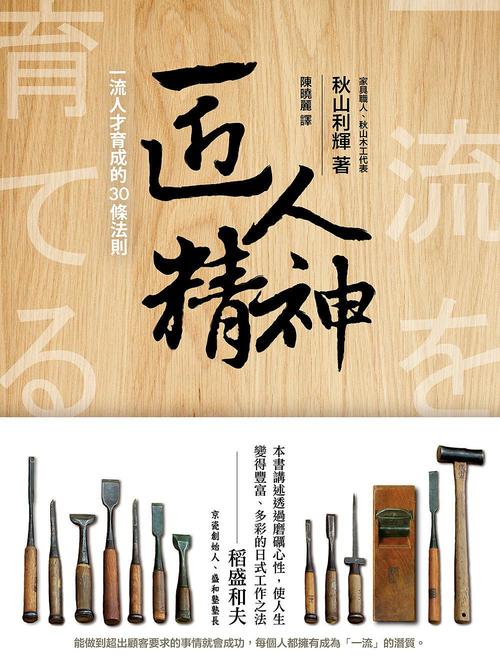 一流を
育てる
家具職人、秋山木工代表
秋山利輝 著
陳曉麗 譯
匠人
精神
一流人才育成的30條法則
本書講述透過磨礪心性，使人生
變得豐富、多彩的日式工作之法
——稻盛和夫
京瓷創始人、盛和塾塾長
能做到超出顧客要求的事情就會成功，每個人都擁有成為「一流」的潛質。